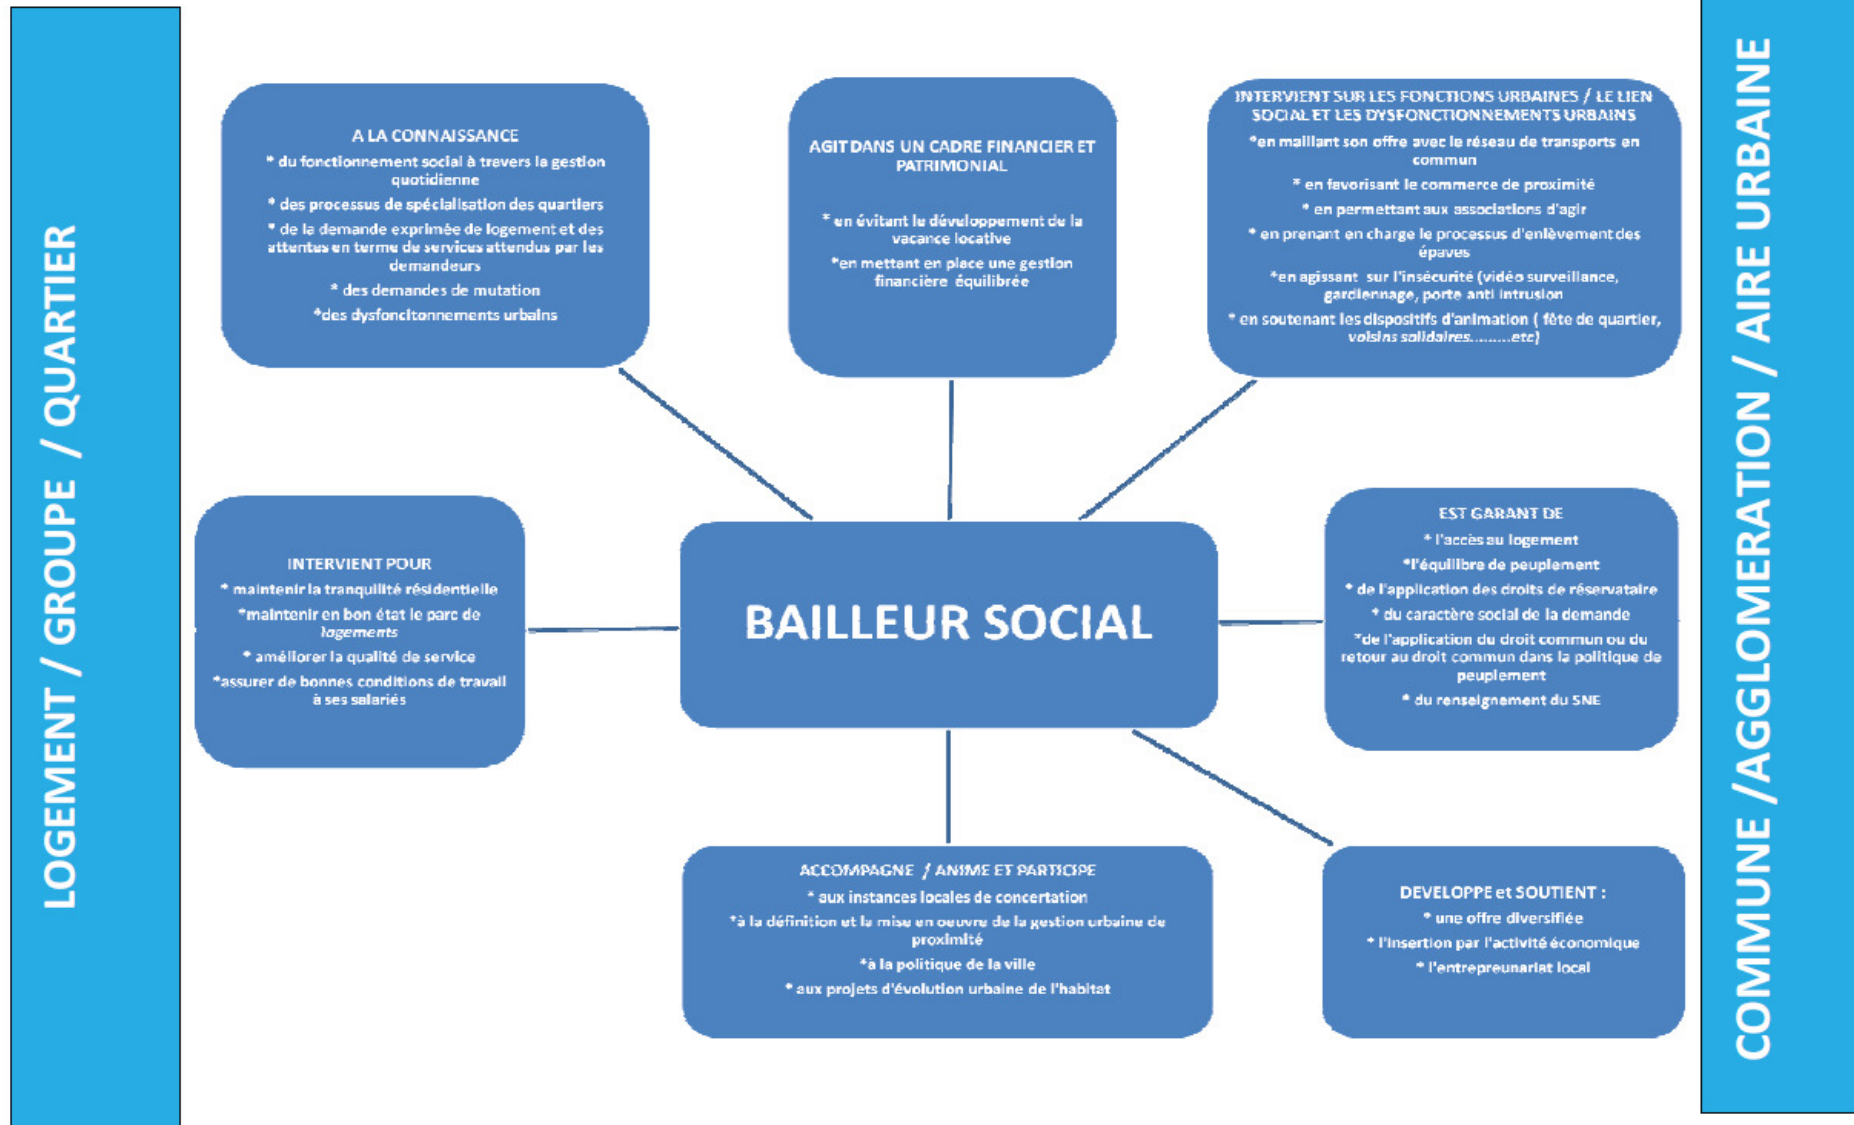 LOGEMENT / GROUPE / QUARTIER
A LA CONNAISSANCE
* du fonctionnement social à travers la gestion
quotidienne
* des processus de spécialisation des quartiers
* de la demande exprimée de logement et des
attentes en terme de services attendus par les
demandeurs
* des demandes de mutation
*des dysfoncitonnements urbains
AGIT DANS UN CADRE FINANCIER ET
PATRIMONIAL
* en évitant le développement de la
vacance locative
*en mettant en place une gestion
financière équilibrée
INTERVIENT SUR LES FONCTIONS URBAINES / LE LIEN
SOCIAL ET LES DYSFONCTIONNEMENTS URBAINS
*en maillant son offre avec le réseau de transports en
commun
* en favorisant le commerce de proximité
* en permettant aux associations d'agir
* en prenant en charge le processus d'enlèvement des
épaves
*en agissant sur l'insécurité (vidéo surveillance,
gardiennage, porte anti intrusion
* en soutenant les dispositifs d'animation ( fête de quartier,
voisins solidaires.........etc)
INTERVIENT POUR
* maintenir la tranquilité résidentielle
*maintenir en bon état le parc de
logements
* améliorer la qualité de service
*assurer de bonnes conditions de travail
à ses salariés
BAILLEUR SOCIAL
EST GARANT DE
* l'accès au logement
*l'équilibre de peuplement
* de l'application des droits de réservataire
* du caractère social de la demande
*de l'application du droit commun ou du
retour au droit commun dans la politique de
peuplement
* du renseignement du SNE
ACCOMPAGNE / ANIME ET PARTICIPE
* aux instances locales de concertation
*à la définition et la mise en oeuvre de la gestion urbaine de
proximité
*à la politique de la ville
* aux projets d'évolution urbaine de l'habitat
DEVELOPPE et SOUTIENT :
* une offre diversifiée
* l'insertion par l'activité économique
* l'entrepreunariat local
COMMUNE /AGGLOMERATION / AIRE URBAINE